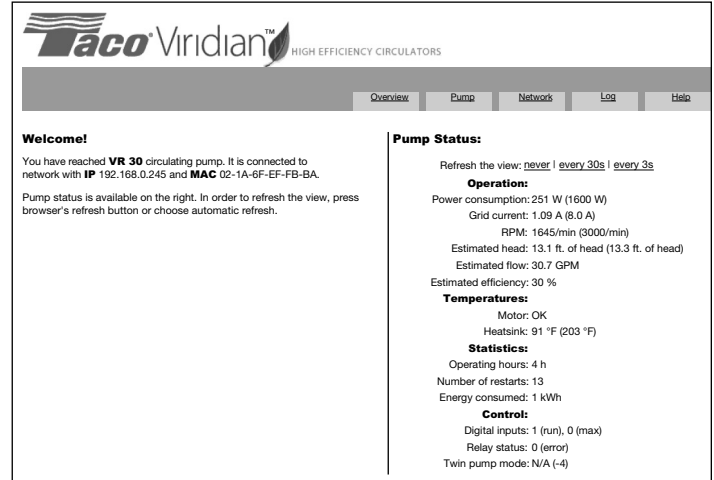 Taco® Viridian™ HIGH EFFICIENCY CIRCULATORS
Overview Pump Network Log Help
Welcome!
You have reached VR 30 circulating pump. It is connected to
network with IP 192.168.0.245 and MAC 02-1A-6F-EF-FB-BA.
Pump status is available on the right. In order to refresh the view, press
browser's refresh button or choose automatic refresh.
Pump Status:
Refresh the view: never | every 30s | every 3s
Operation:
Power consumption: 251 W (1600 W)
Grid current: 1.09 A (8.0 A)
RPM: 1645/min (3000/min)
Estimated head: 13.1 ft. of head (13.3 ft. of head)
Estimated flow: 30.7 GPM
Estimated efficiency: 30 %
Temperatures:
Motor: OK
Heatsink: 91 °F (203 °F)
Statistics:
Operating hours: 4 h
Number of restarts: 13
Energy consumed: 1 kWh
Control:
Digital inputs: 1 (run), 0 (max)
Relay status: 0 (error)
Twin pump mode: N/A (-4)